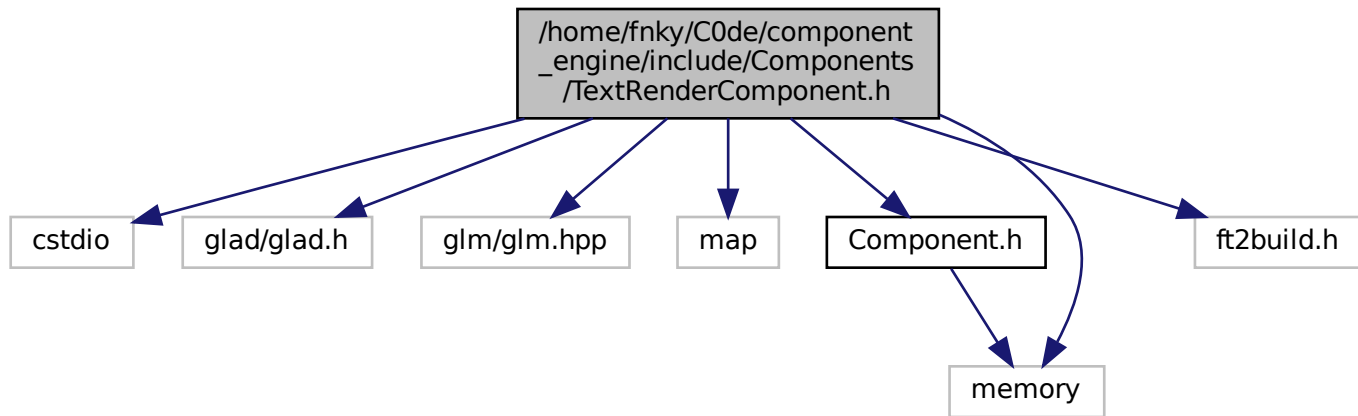 /home/fnky/C0de/component
_engine/include/Components
/TextRenderComponent.h
cstdio
glad/glad.h
glm/glm.hpp
map
Component.h
ft2build.h
memory